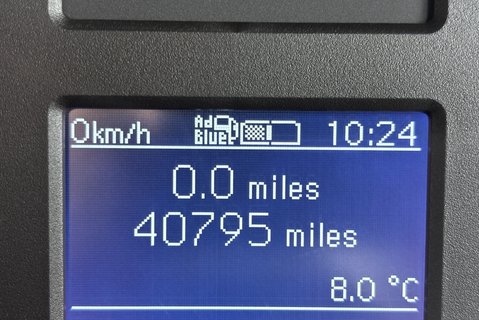 0km/h AdBlue 10:24
0.0 miles
40795 miles
8.0 °C